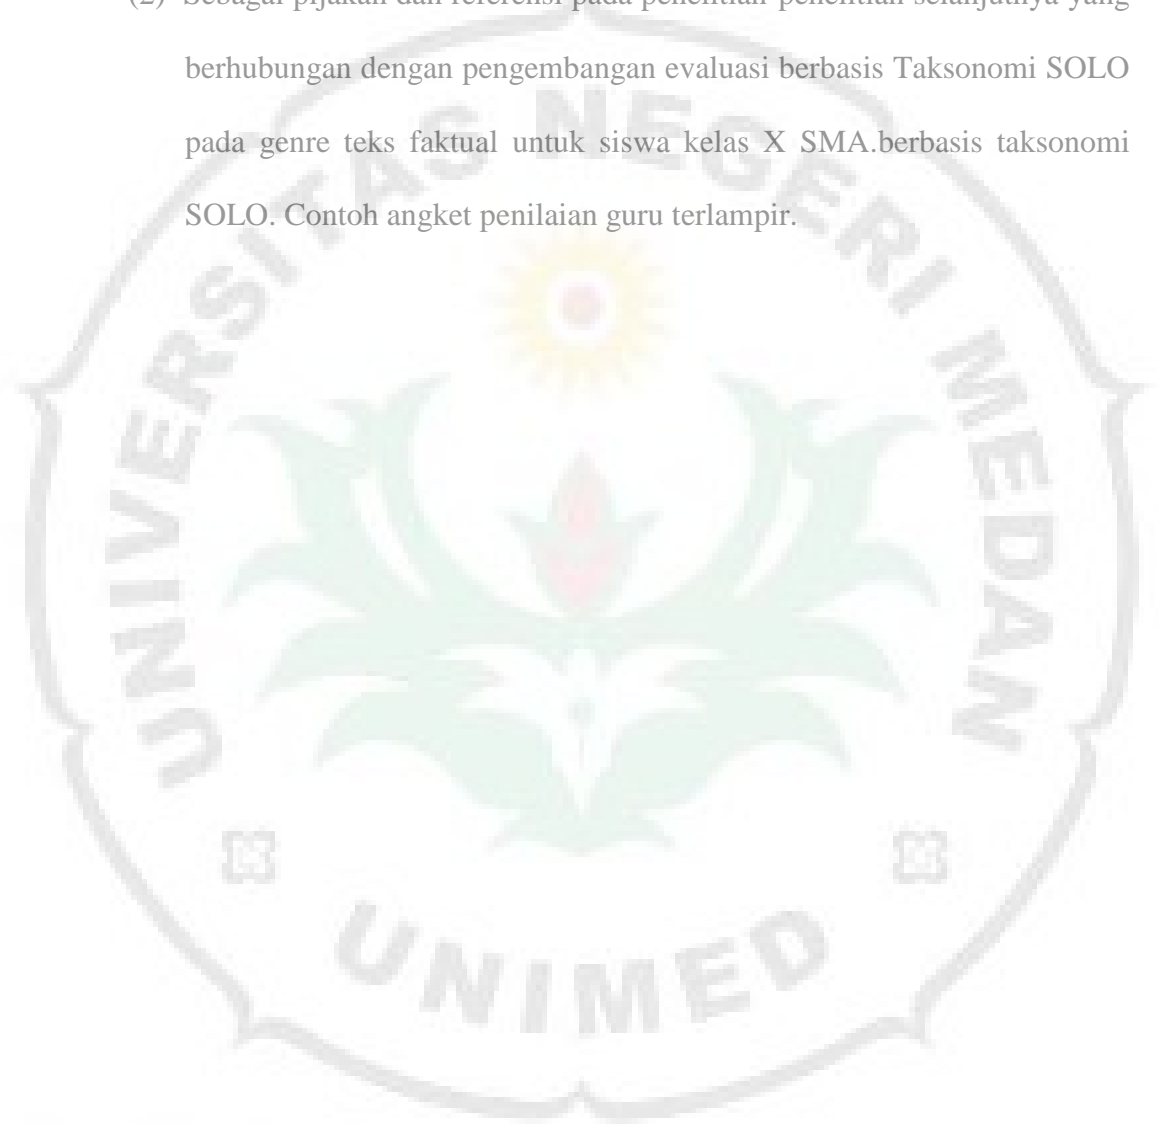 (2) Sebagai pijakan dan referensi pada penelitian-penelitian selanjutnya yang
berhubungan dengan pengembangan evaluasi berbasis Taksonomi SOLO
pada genre teks faktual untuk siswa kelas X SMA.berbasis taksonomi
SOLO. Contoh angket penilaian guru terlampir.
UNIVERSITAS NEGERI MEDAN
UNIMED